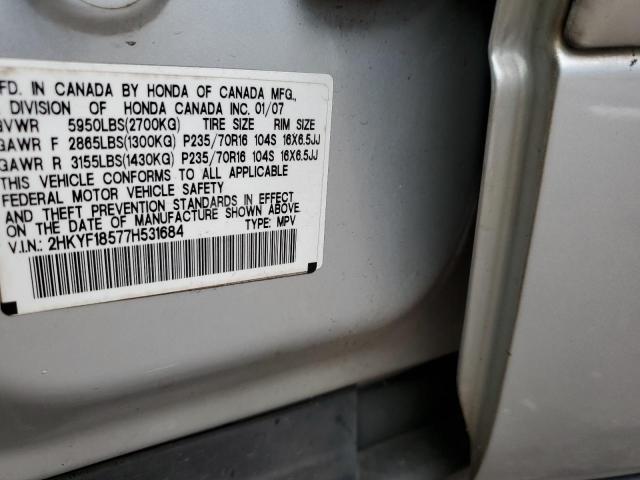 FD. IN CANADA BY HONDA OF CANADA MFG.,
DIVISION OF HONDA CANADA INC. 01/07
GVWR 5950LBS(2700KG) TIRE SIZE RIM SIZE
GAWR F 2865LBS(1300KG) P235/70R16 104S 16X6.5JJ
GAWR R 3155LBS(1430KG) P235/70R16 104S 16X6.5JJ
THIS VEHICLE CONFORMS TO ALL APPLICABLE
FEDERAL MOTOR VEHICLE SAFETY
AND THEFT PREVENTION STANDARDS IN EFFECT
ON THE DATE OF MANUFACTURE SHOWN ABOVE.
V.I.N.: 2HKYF18577H531684 TYPE: MPV